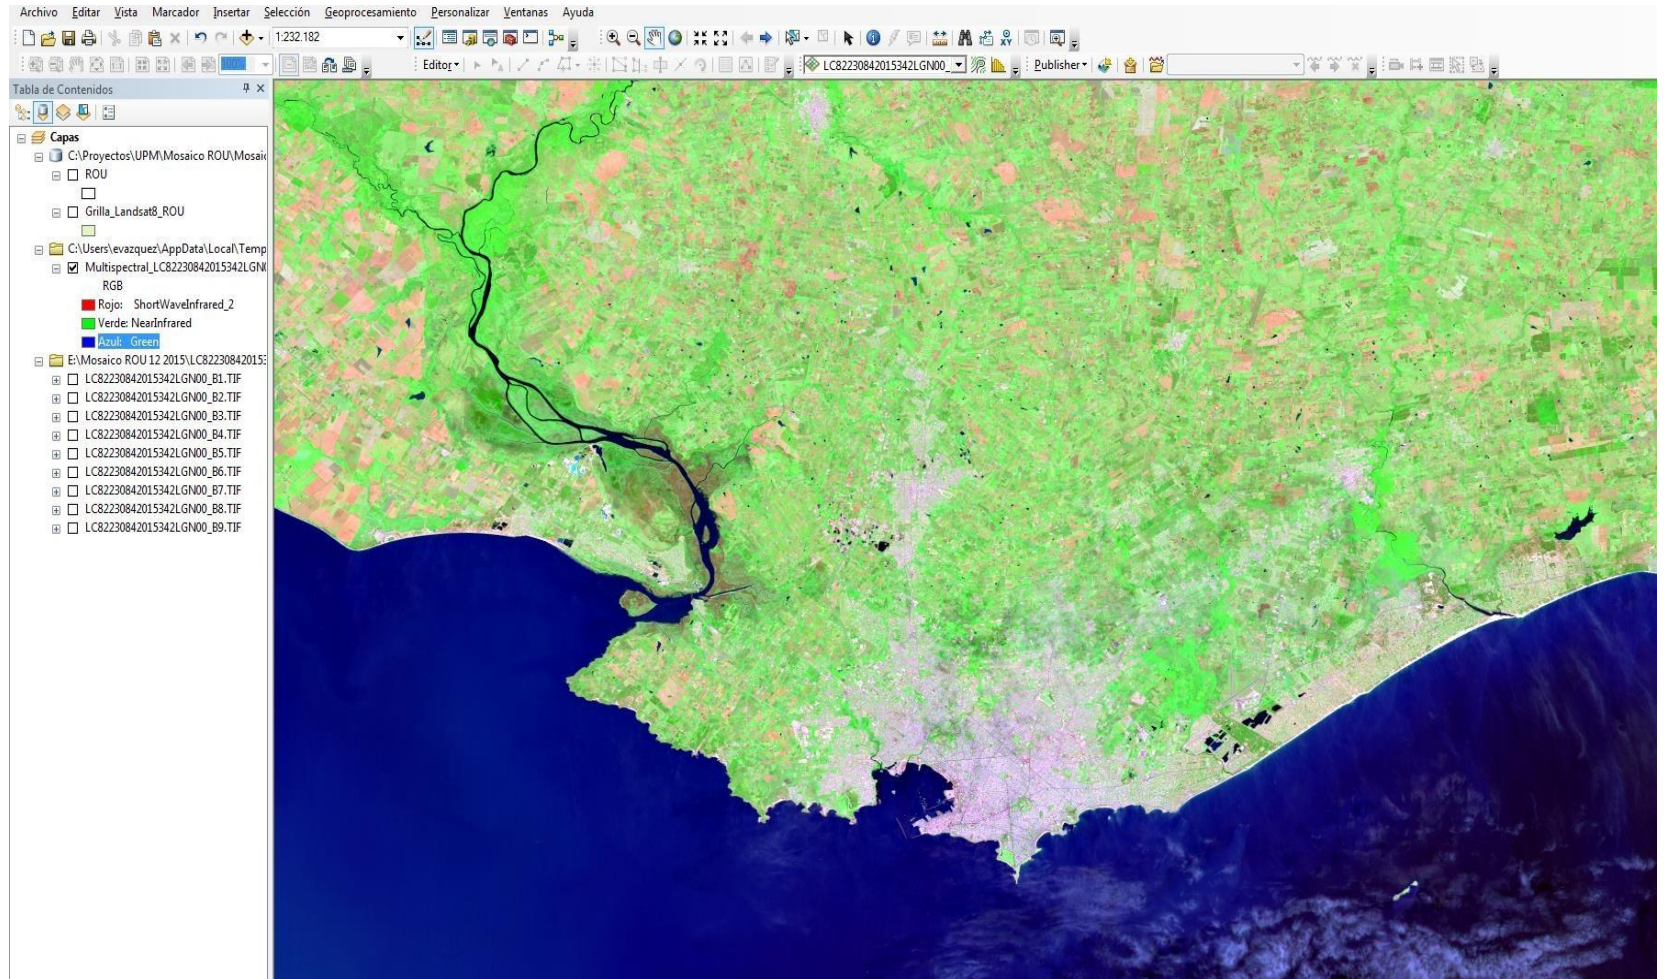 Archivo Editar Vista Marcador Insertar Selección Geoprocesamiento Personalizar Ventanas Ayuda
1:232.182
100%
Editor
LC82230842015342LGN00_
Publisher
Tabla de Contenidos
Capas
C:\Proyectos\UPM\Mosaico ROU\Mosaic
ROU
Grilla_Landsat8_ROU
C:\Users\evazquez\AppData\Local\Temp
Multispectral_LC82230842015342LGN0
RGB
Rojo: ShortWaveInfrared_2
Verde: NearInfrared
Azul: Green
E:\Mosaico ROU 12 2015\LC822308420153
LC82230842015342LGN00_B1.TIF
LC82230842015342LGN00_B2.TIF
LC82230842015342LGN00_B3.TIF
LC82230842015342LGN00_B4.TIF
LC82230842015342LGN00_B5.TIF
LC82230842015342LGN00_B6.TIF
LC82230842015342LGN00_B7.TIF
LC82230842015342LGN00_B8.TIF
LC82230842015342LGN00_B9.TIF